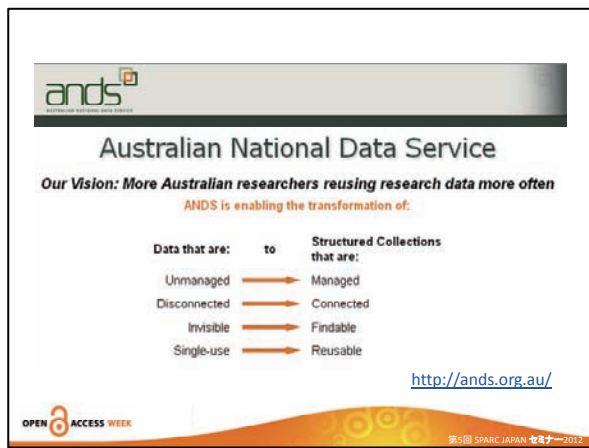 ands
AUSTRALIAN NATIONAL DATA SERVICE
Australian National Data Service
Our Vision: More Australian researchers reusing research data more often
ANDS is enabling the transformation of:
Data that are: to Structured Collections that are:
Unmanaged Managed
Disconnected Connected
Invisible Findable
Single-use Reusable
http://ands.org.au/
OPEN ACCESS WEEK
第5回 SPARC JAPAN セミナー2012